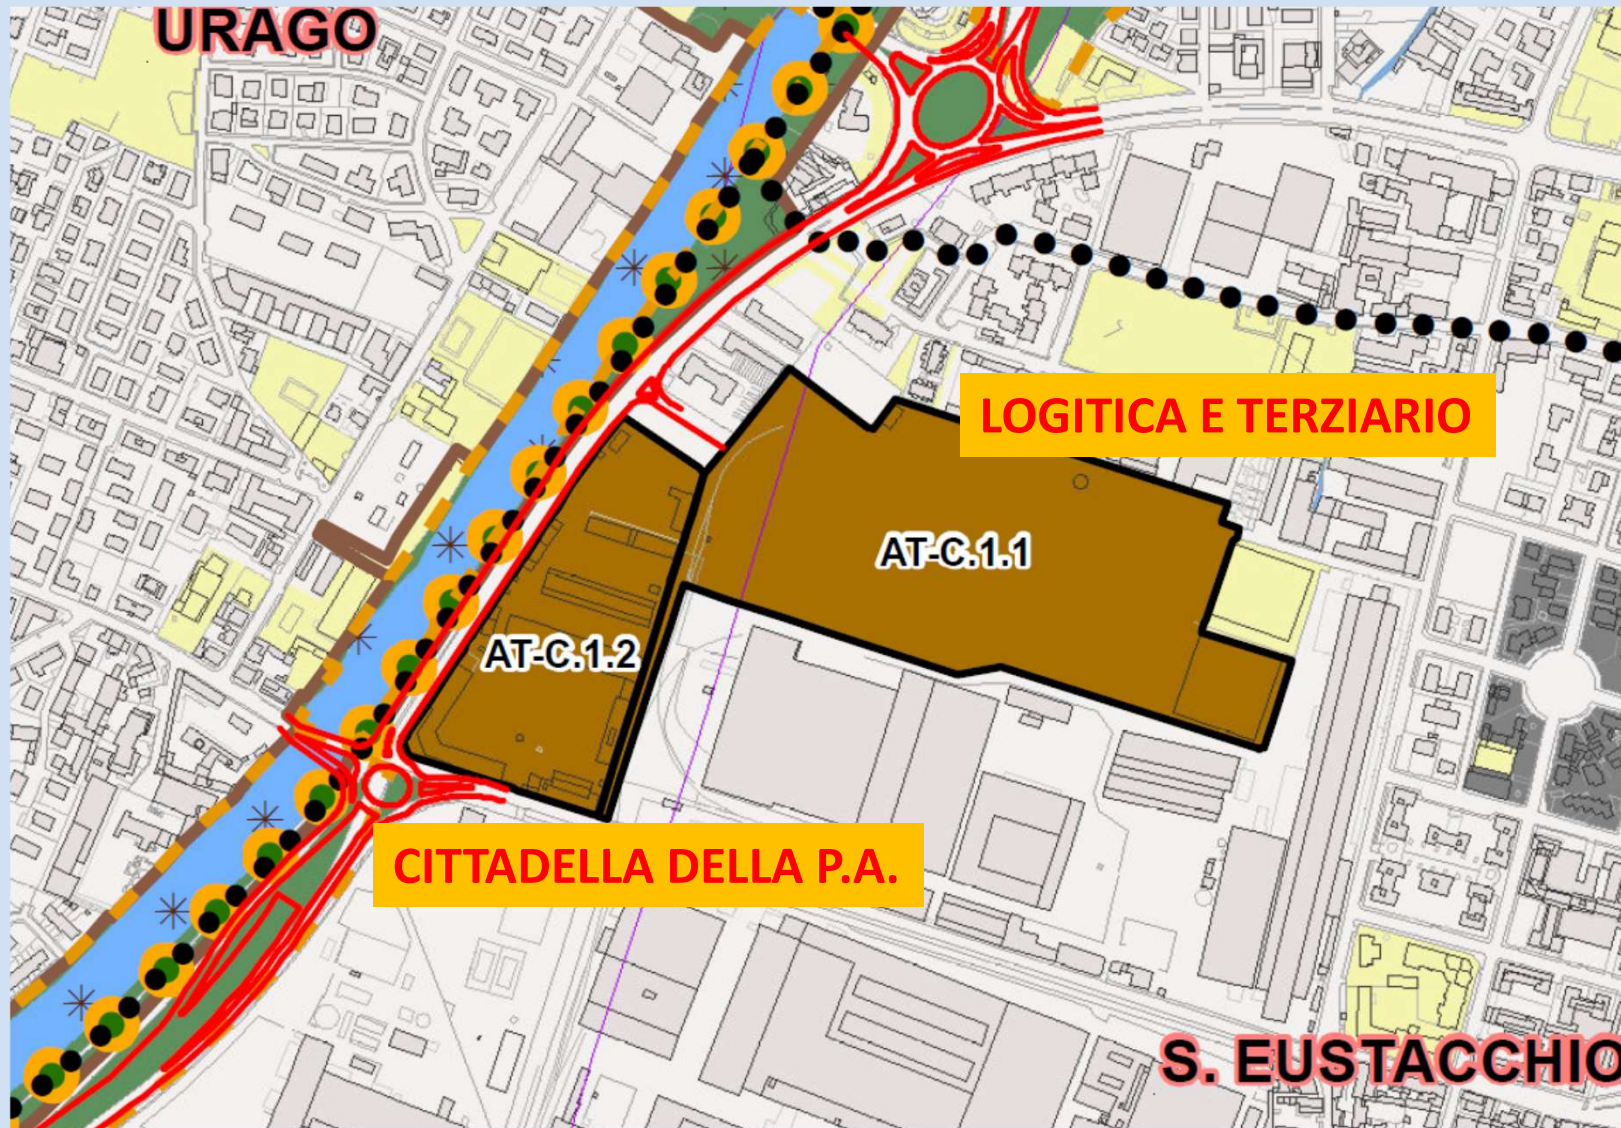 URAGO
LOGITICA E TERZIARIO
AT-C.1.1
AT-C.1.2
CITTADELLA DELLA P.A.
S. EUSTACCHIO